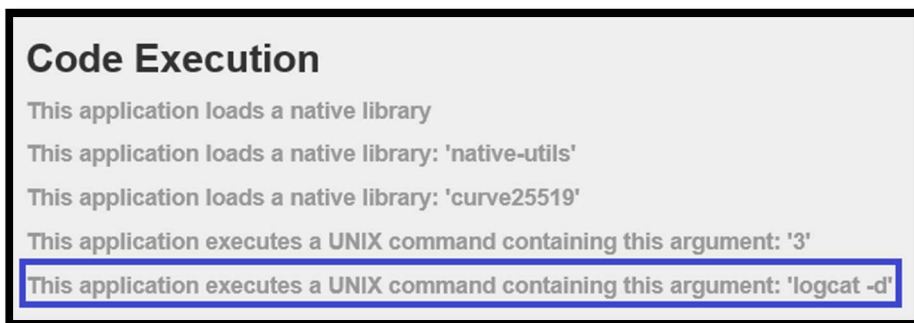 Code Execution
This application loads a native library
This application loads a native library: 'native-utils'
This application loads a native library: 'curve25519'
This application executes a UNIX command containing this argument: '3'
This application executes a UNIX command containing this argument: 'logcat -d'